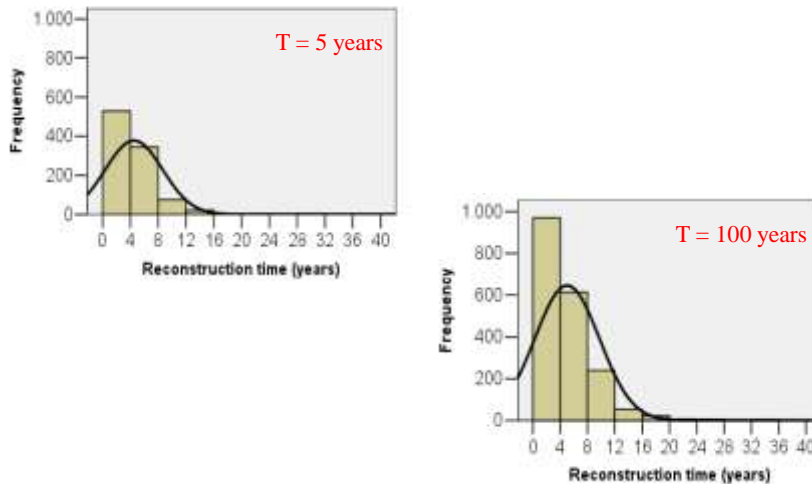 T = 5 years
1.000
800
600
400
200
0
Frequency
0 4 8 12 16 20 24 28 32 36 40
Reconstruction time (years)
T = 100 years
1.000
800
600
400
200
0
Frequency
0 4 8 12 16 20 24 28 32 36 40
Reconstruction time (years)